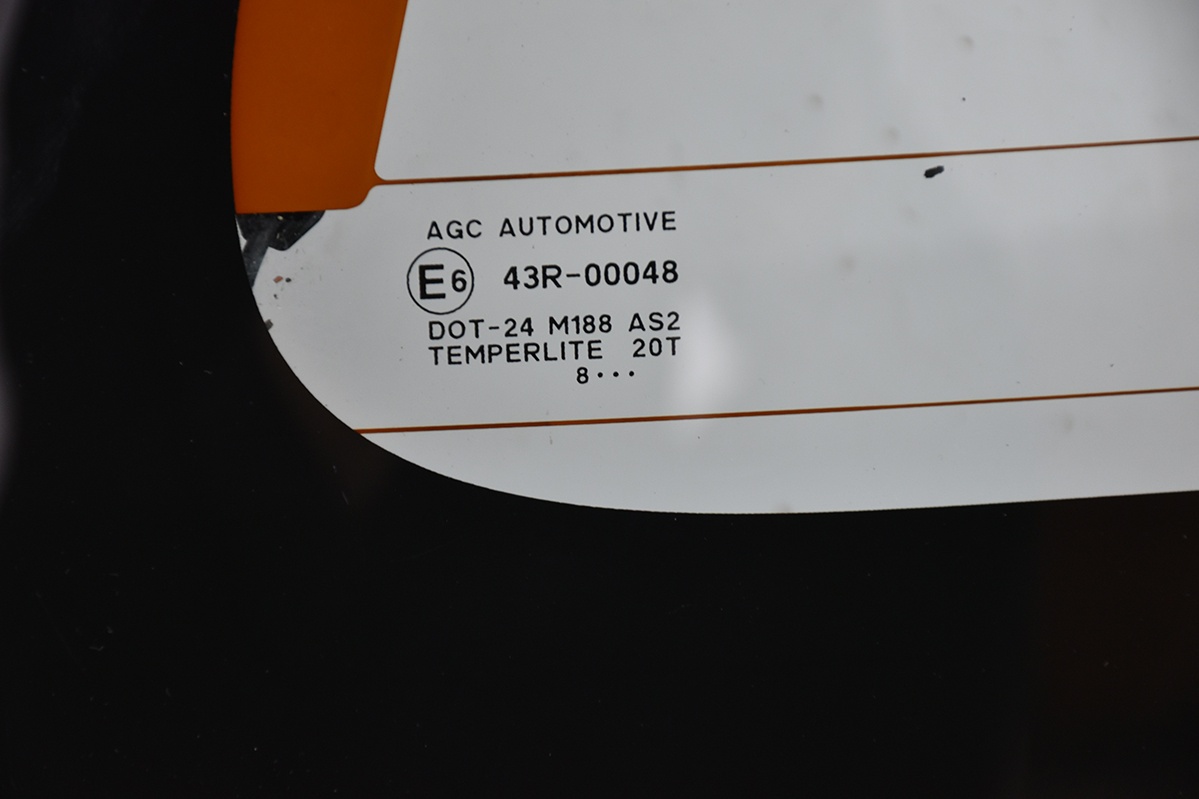 AGC AUTOMOTIVE
E6 43R-00048
DOT-24 M188 AS2
TEMPERLITE 20T
8...